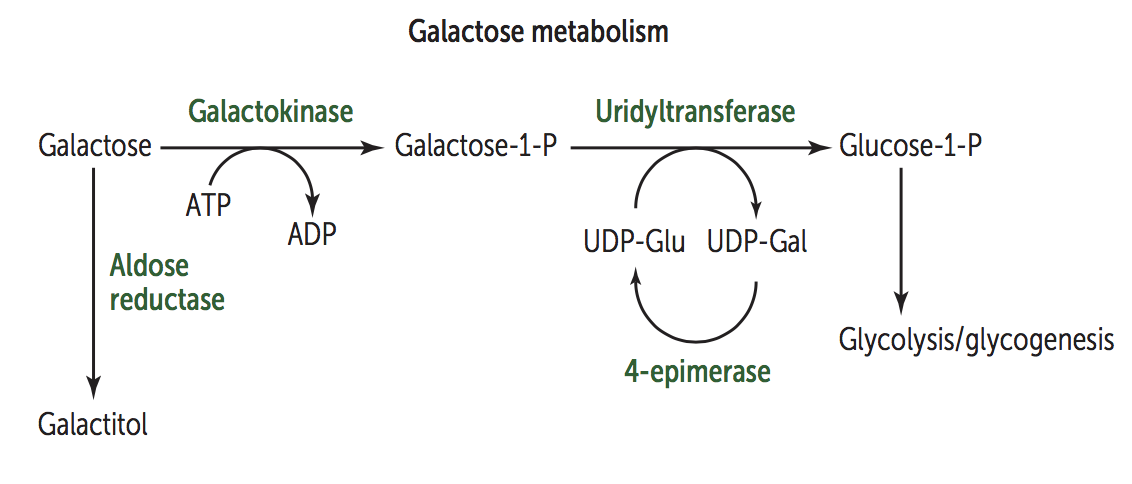 Galactose metabolism
Galactokinase
Uridyltransferase
Galactose
Galactose-1-P
Glucose-1-P
ATP
ADP
UDP-Glu
UDP-Gal
Aldose
reductase
Glycolysis/glycogenesis
4-epimerase
Galactitol